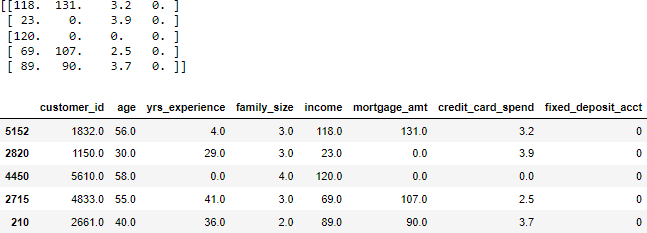 [[118. 131. 3.2 0. ]
[ 23. 0. 3.9 0. ]
[120. 0. 0. 0. ]
[ 69. 107. 2.5 0. ]
[ 89. 90. 3.7 0. ]]
customer_id age yrs_experience family_size income mortgage_amt credit_card_spend fixed_deposit_acct
5152 1832.0 56.0 4.0 3.0 118.0 131.0 3.2 0
2820 1150.0 30.0 29.0 3.0 23.0 0.0 3.9 0
4450 5610.0 58.0 0.0 4.0 120.0 0.0 0.0 0
2715 4833.0 55.0 41.0 3.0 69.0 107.0 2.5 0
210 2661.0 40.0 36.0 2.0 89.0 90.0 3.7 0